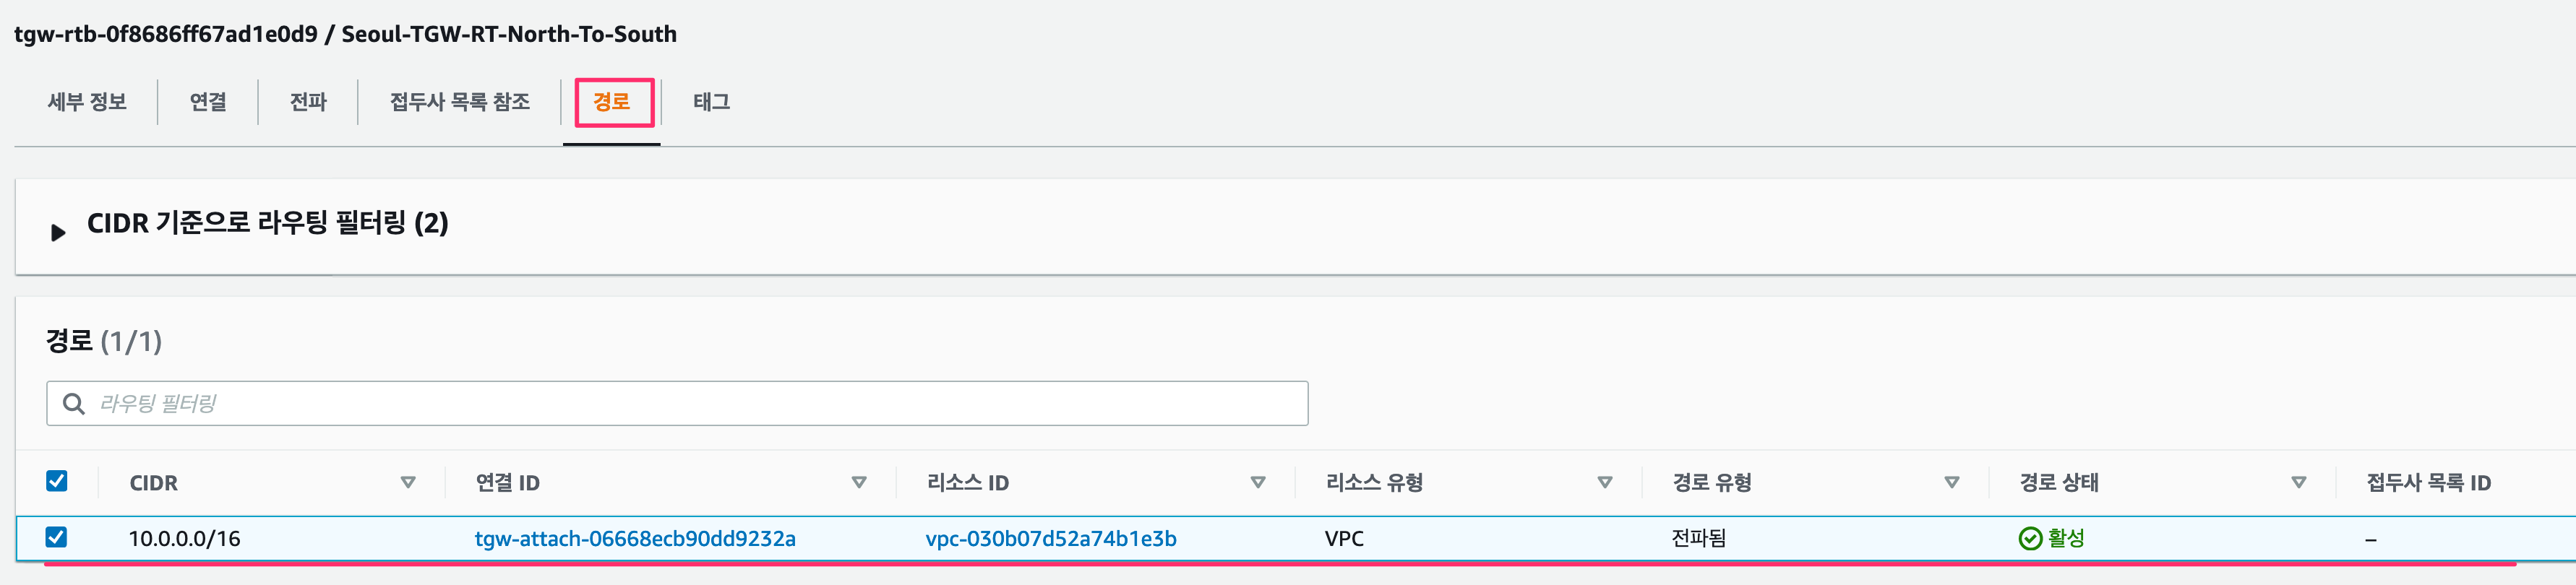 tgw-rtb-0f8686ff67ad1e0d9 / Seoul-TGW-RT-North-To-South
세부 정보 연결 전파 접두사 목록 참조 경로 태그
CIDR 기준으로 라우팅 필터링 (2)
경로 (1/1)
라우팅 필터링
CIDR 연결 ID 리소스 ID 리소스 유형 경로 유형 경로 상태 접두사 목록 ID
10.0.0.0/16 tgw-attach-06668ecb90dd9232a vpc-030b07d52a74b1e3b VPC 전파됨 활성 –